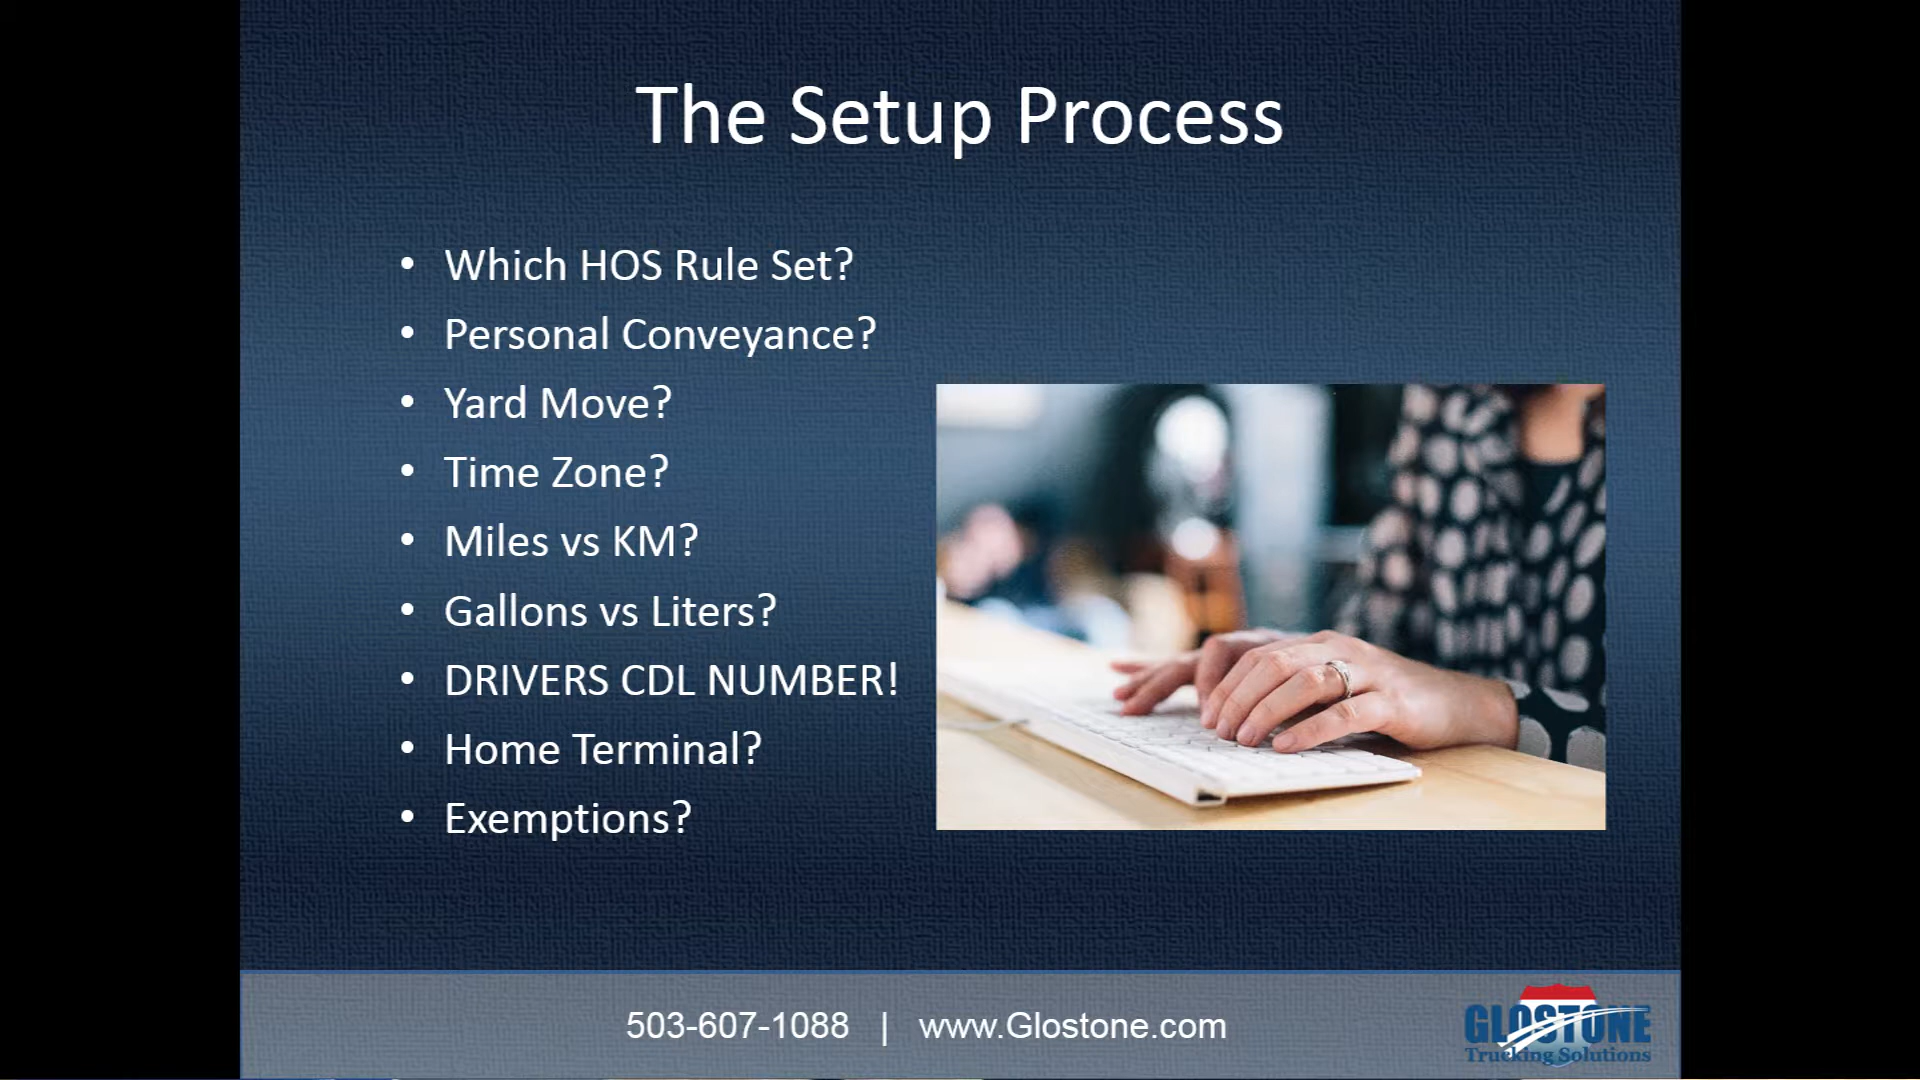 The Setup Process
• Which HOS Rule Set?
• Personal Conveyance?
• Yard Move?
• Time Zone?
• Miles vs KM?
• Gallons vs Liters?
• DRIVERS CDL NUMBER!
• Home Terminal?
• Exemptions?
503-607-1088 | www.Glostone.com
GLOSTONE
Trucking Solutions